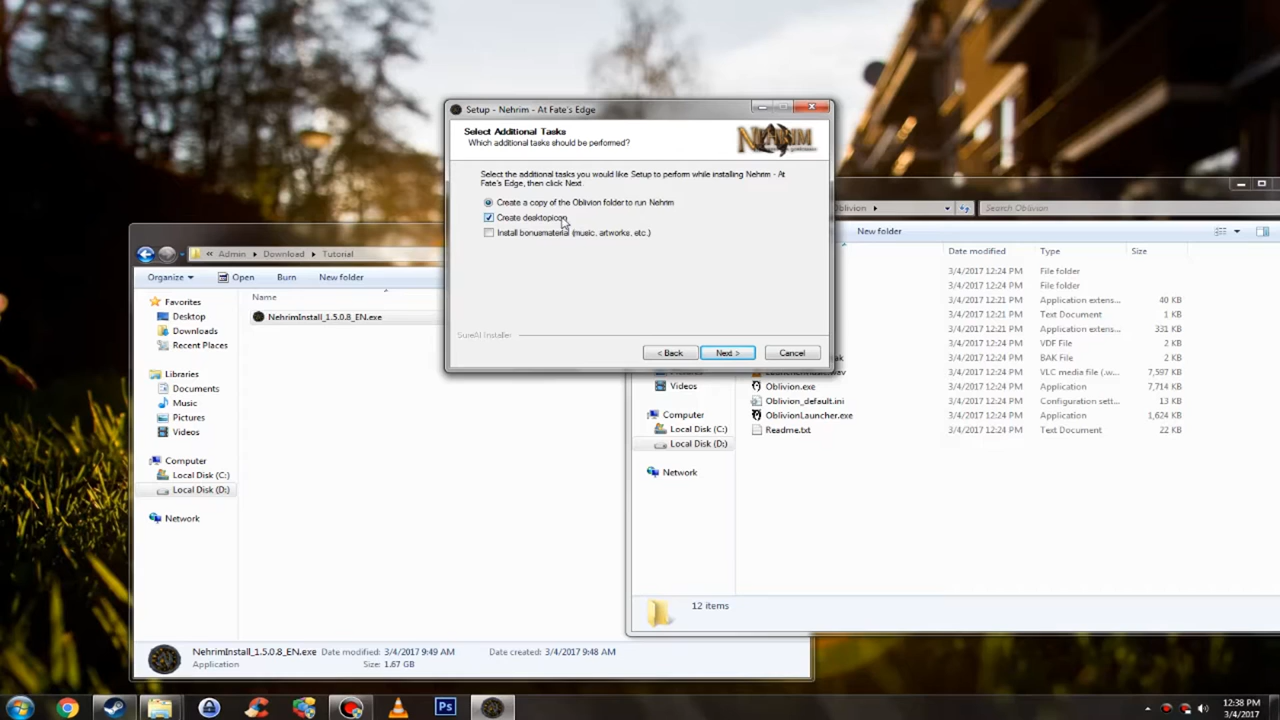 Setup - Nehrim - At Fate's Edge
Select Additional Tasks
Which additional tasks should be performed?
NEHRIM
Select the additional tasks you would like Setup to perform while installing Nehrim - At
Fate's Edge, then click Next
Create a copy of the Oblivion folder to run Nehrim
Create desktopicon
Install bonusmaterial (music, artworks, etc.)
SureAI Installer
< Back
Next >
Cancel
« Admin ▸ Download ▸ Tutorial
Organize
Open
Burn
New folder
Favorites
Desktop
Downloads
Recent Places
Libraries
Documents
Music
Pictures
Videos
Computer
Local Disk (C:)
Local Disk (D:)
Network
Name
NehrimInstall_1.5.0.8_EN.exe
NehrimInstall_1.5.0.8_EN.exe Date modified: 3/4/2017 9:49 AM Date created: 3/4/2017 9:48 AM
Application Size: 1.67 GB
Oblivion ▸
Search Oblivion
New folder
Date modified Type Size
3/4/2017 12:24 PM File folder
3/4/2017 12:24 PM File folder
3/4/2017 12:21 PM Application extens... 40 KB
3/4/2017 12:21 PM Text Document 1 KB
3/4/2017 12:21 PM Application extens... 331 KB
3/4/2017 12:24 PM VDF File 2 KB
3/4/2017 12:24 PM BAK File 2 KB
3/4/2017 12:24 PM VLC media file (.w... 7,597 KB
Oblivion.exe 3/4/2017 12:24 PM Application 7,714 KB
Oblivion_default.ini 3/4/2017 12:24 PM Configuration sett... 13 KB
OblivionLauncher.exe 3/4/2017 12:24 PM Application 1,624 KB
Readme.txt 3/4/2017 12:24 PM Text Document 22 KB
Videos
Computer
Local Disk (C:)
Local Disk (D:)
Network
12 items
Ps
12:38 PM
3/4/2017